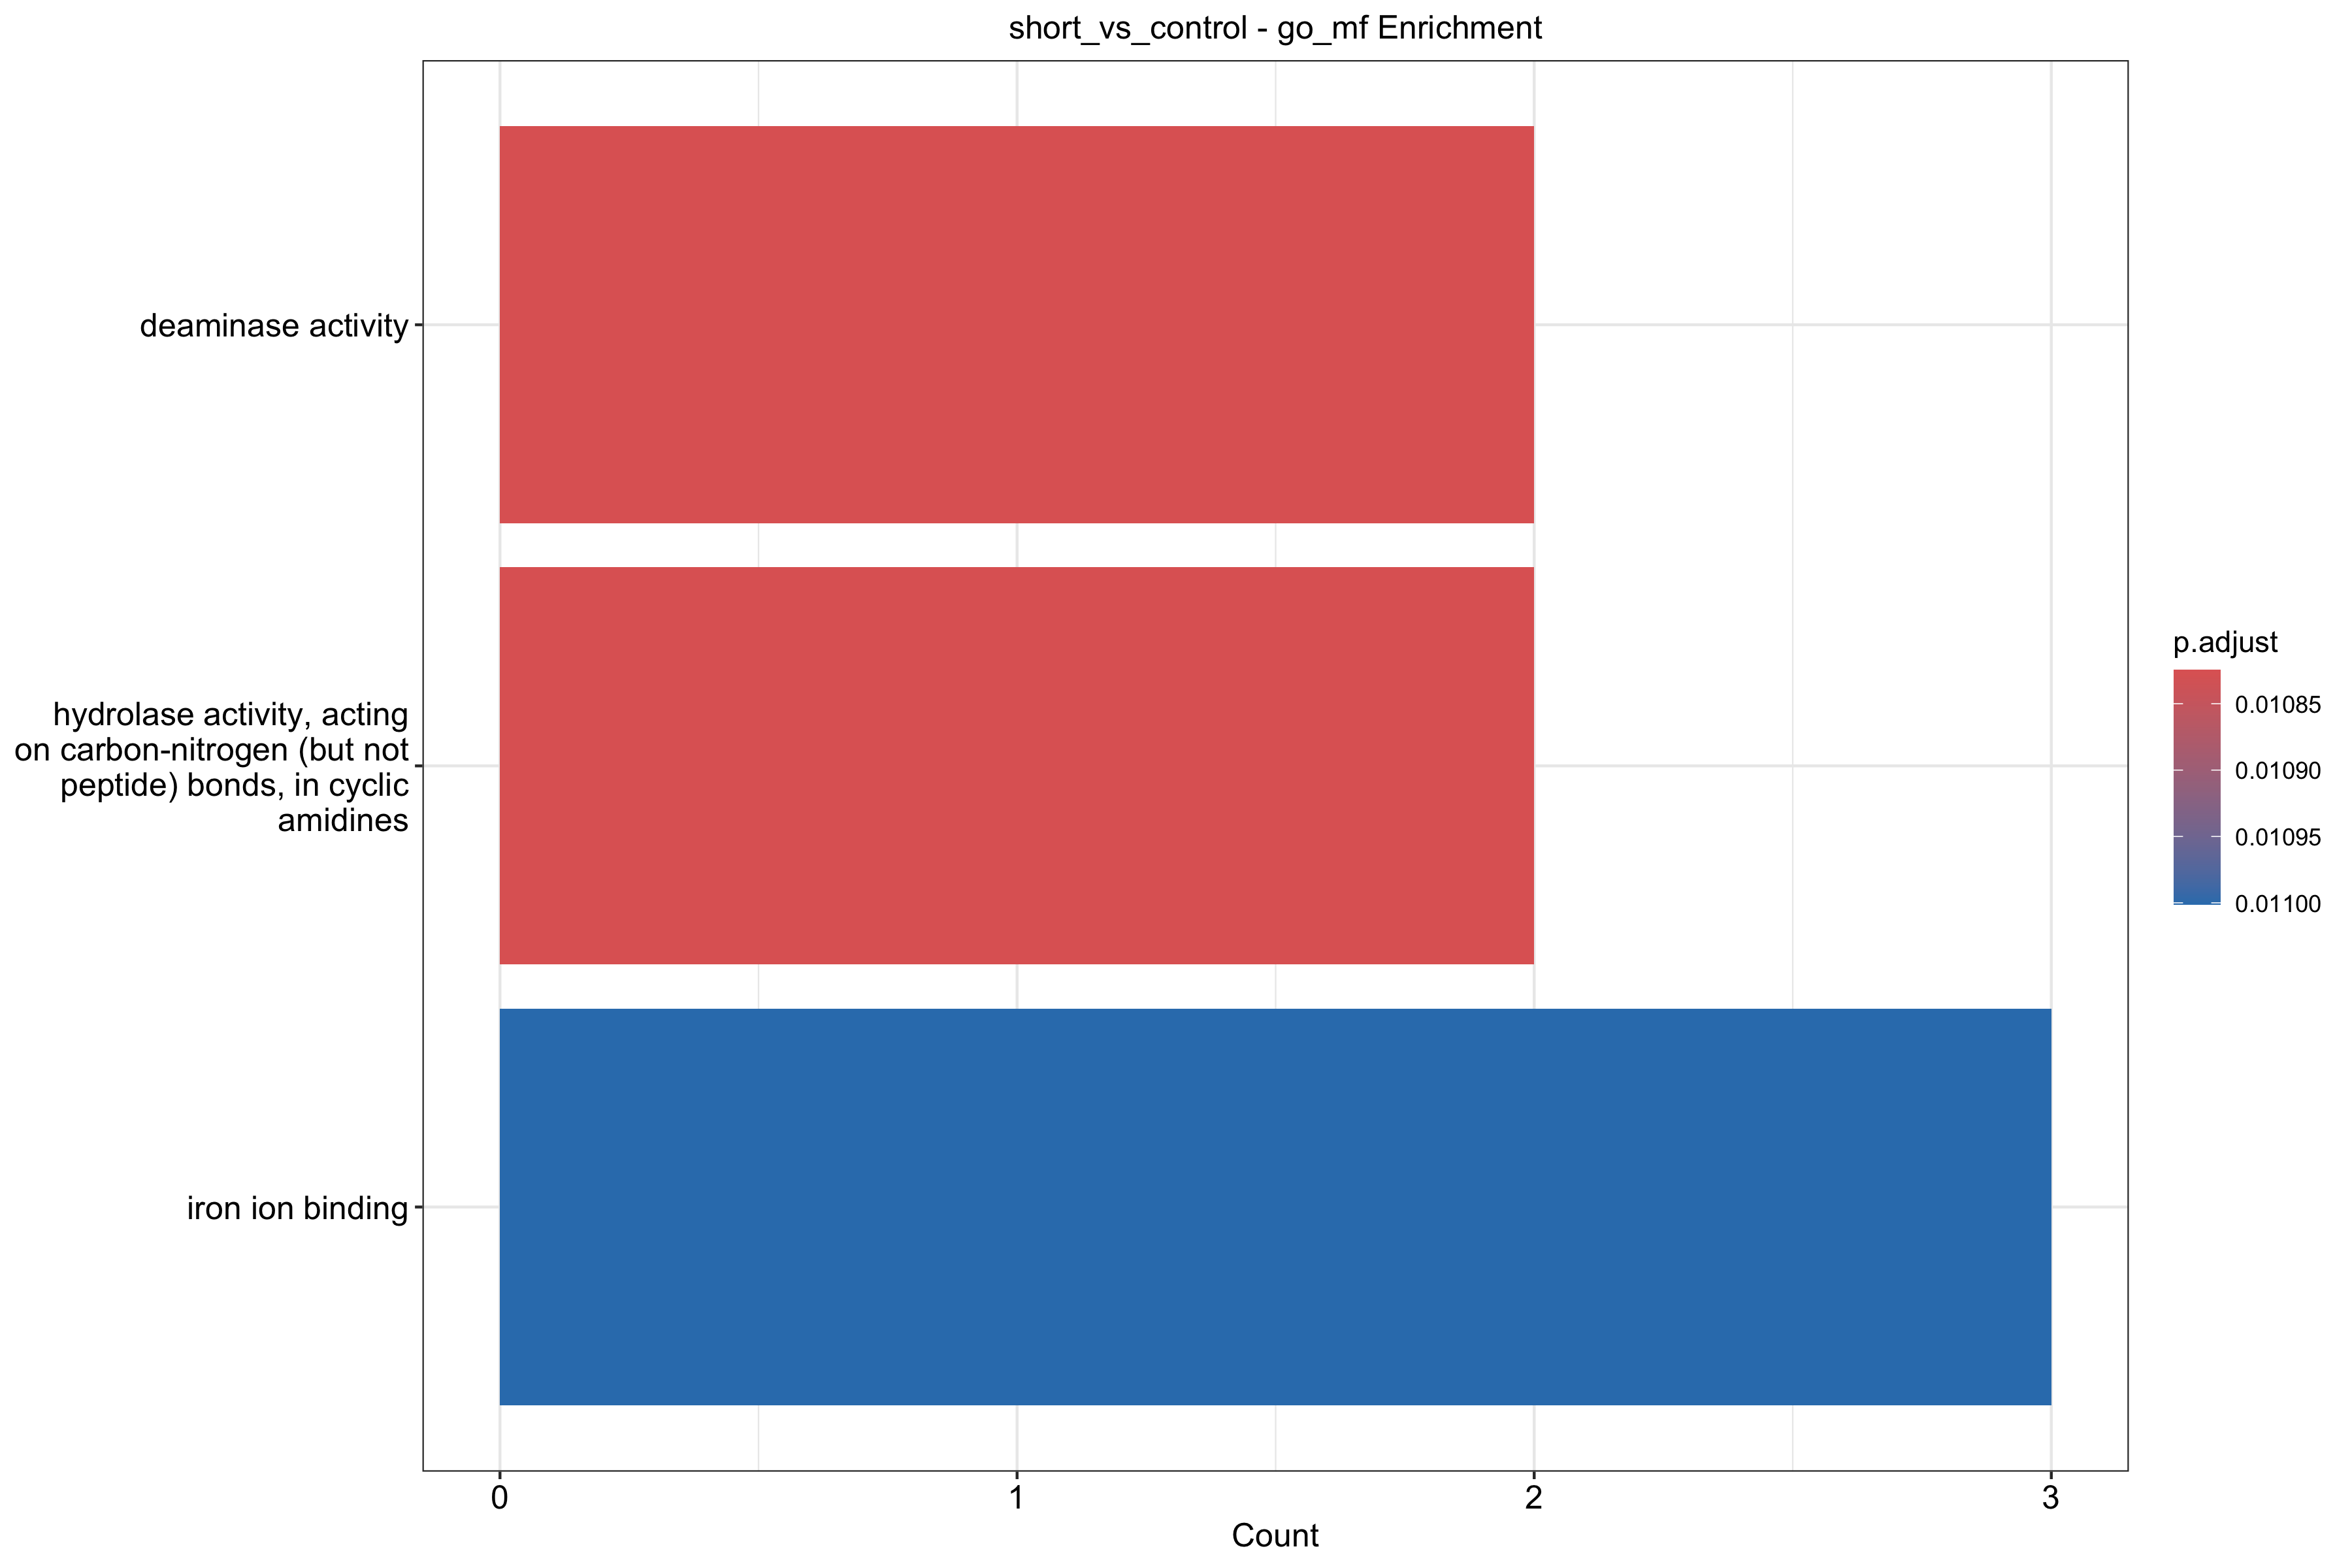 short_vs_control - go_mf Enrichment
deaminase activity
hydrolase activity, acting
on carbon-nitrogen (but not
peptide) bonds, in cyclic
amidines
iron ion binding
0
1
2
3
Count
p.adjust
0.01085
0.01090
0.01095
0.01100